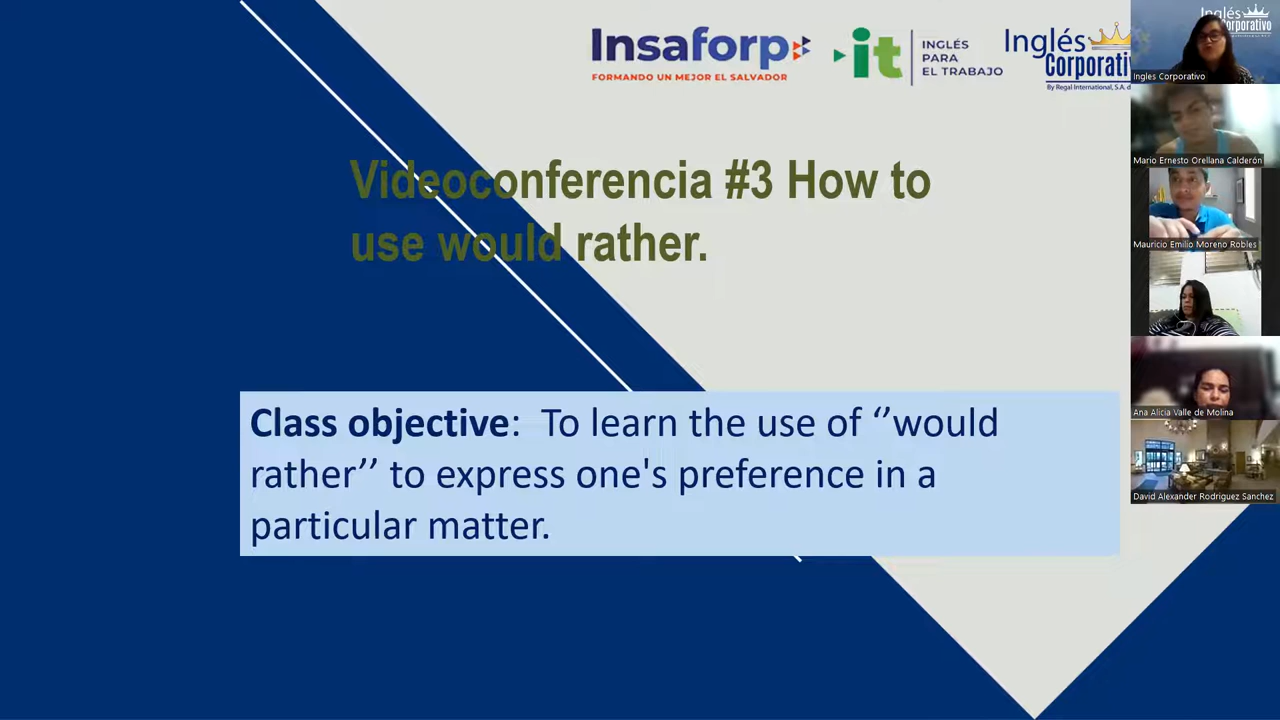 Insaforp
FORMANDO UN MEJOR EL SALVADOR
it
INGLÉS
PARA
EL TRABAJO
Inglés
Corporativ
By Regal International, S.A. d
Videoconferencia #3 How to
use would rather.
Class objective:  To learn the use of ‘’would
rather’’ to express one's preference in a
particular matter.
Inglés
Corporativo
Ingles Corporativo
Mario Ernesto Orellana Calderón
Mauricio Emilio Moreno Robles
Ana Alicia Valle de Molina
David Alexander Rodriguez Sanchez